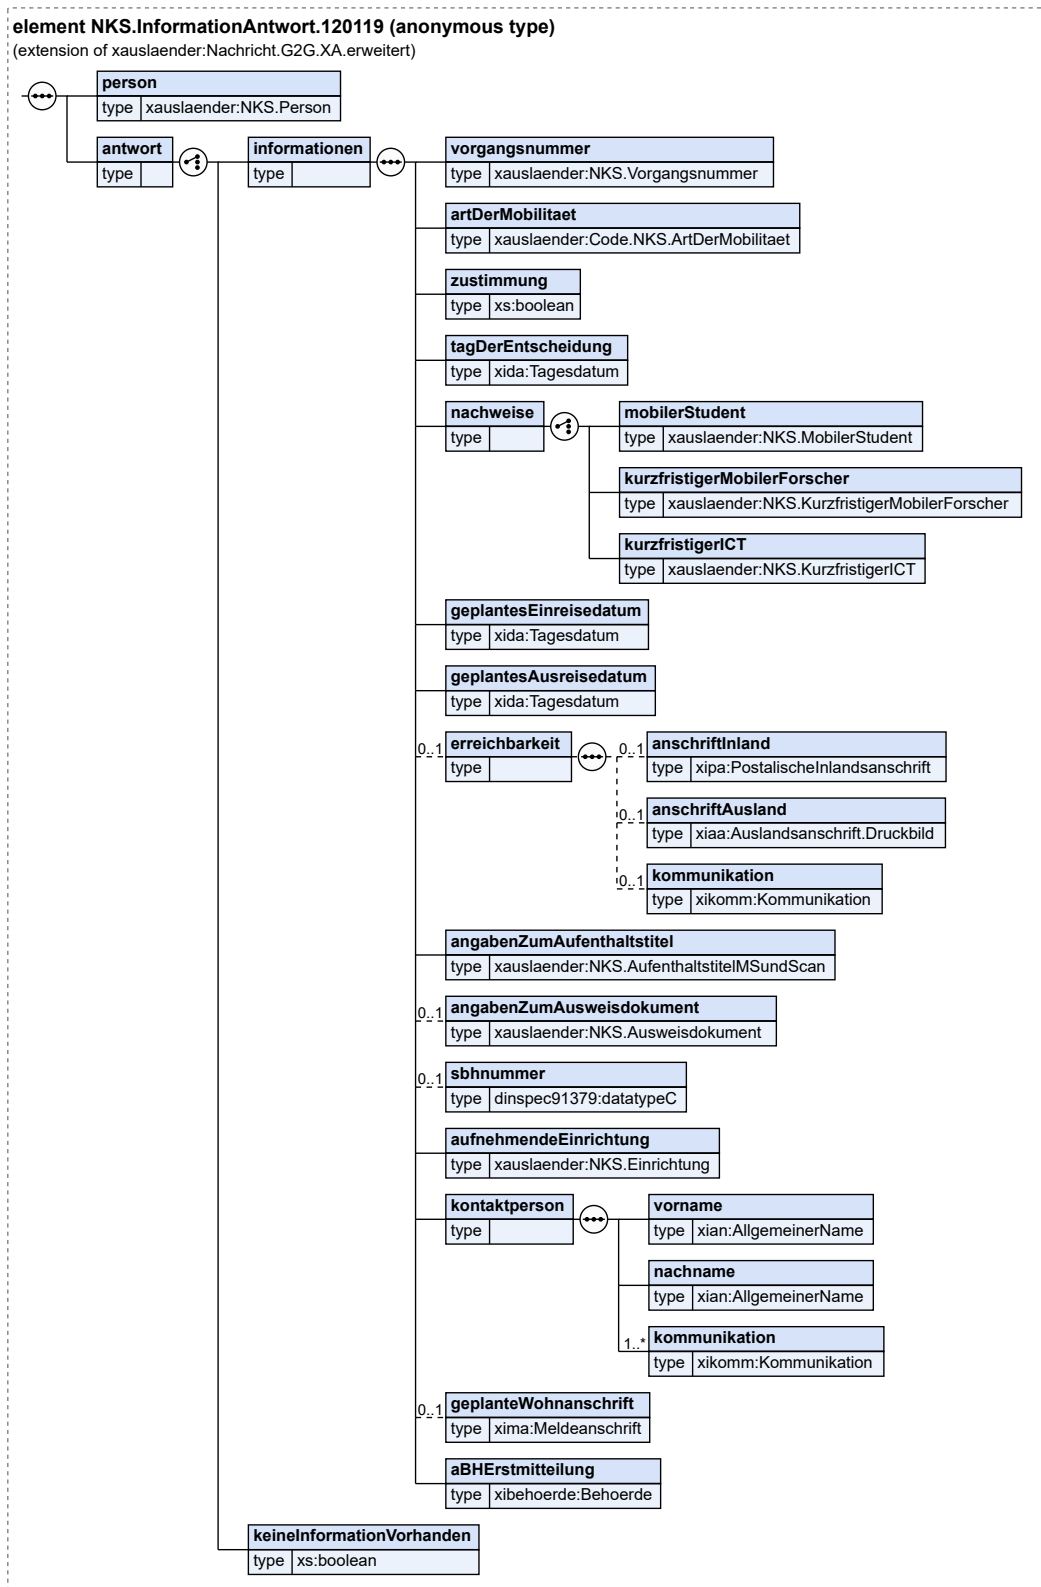 element NKS.InformationAntwort.120119 (anonymous type)
(extension of xauslaender:Nachricht.G2G.XA.erweitert)
person
type xauslaender:NKS.Person
antwort
type
informationen
type
vorgangsnummer
type xauslaender:NKS.Vorgangsnummer
artDerMobilitaet
type xauslaender:Code.NKS.ArtDerMobilitaet
zustimmung
type xs:boolean
tagDerEntscheidung
type xida:Tagesdatum
nachweise
type
mobilerStudent
type xauslaender:NKS.MobilerStudent
kurzfristigerMobilerForscher
type xauslaender:NKS.KurzfristigerMobilerForscher
kurzfristigerICT
type xauslaender:NKS.KurzfristigerICT
geplantesEinreisedatum
type xida:Tagesdatum
geplantesAusreisedatum
type xida:Tagesdatum
0..1 erreichbarkeit
type
0..1 anschriftInland
type xipa:PostalischeInlandsanschrift
0..1 anschriftAusland
type xiaa:Auslandsanschrift.Druckbild
0..1 kommunikation
type xikomm:Kommunikation
angabenZumAufenthaltstitel
type xauslaender:NKS.AufenthaltstitelMSundScan
0..1 angabenZumAusweisdokument
type xauslaender:NKS.Ausweisdokument
0..1 sbhnummer
type dinspec91379:datatypeC
aufnehmendeEinrichtung
type xauslaender:NKS.Einrichtung
kontaktperson
type
vorname
type xian:AllgemeinerName
nachname
type xian:AllgemeinerName
1..* kommunikation
type xikomm:Kommunikation
0..1 geplanteWohnanschrift
type xima:Meldeanschrift
aBHErstmitteilung
type xibehoerde:Behoerde
keineInformationVorhanden
type xs:boolean